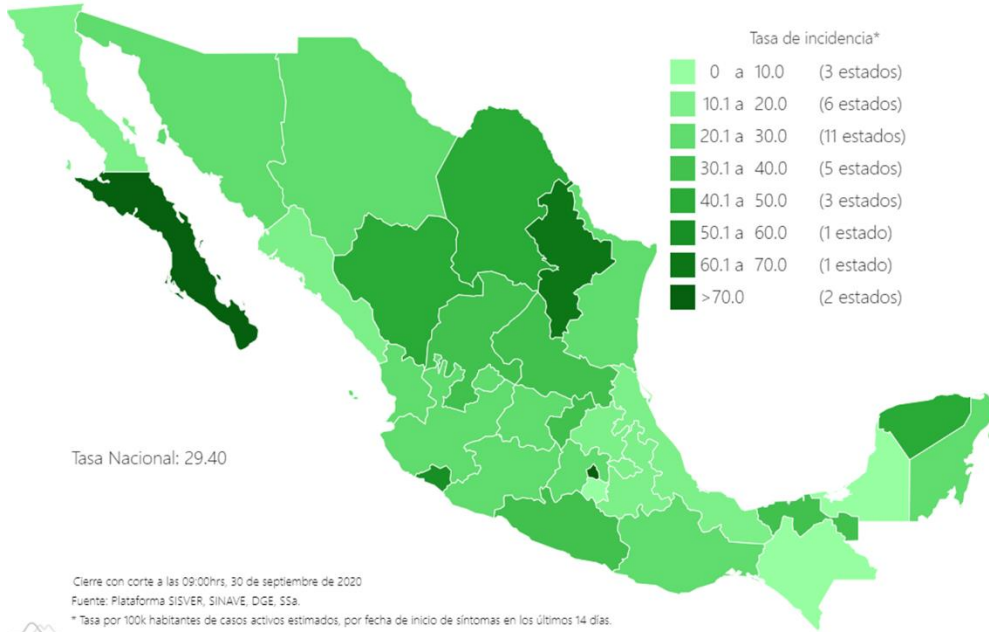 Tasa de incidencia*
0 a 10.0 (3 estados)
10.1 a 20.0 (6 estados)
20.1 a 30.0 (11 estados)
30.1 a 40.0 (5 estados)
40.1 a 50.0 (3 estados)
50.1 a 60.0 (1 estado)
60.1 a 70.0 (1 estado)
>70.0 (2 estados)
Tasa Nacional: 29.40
Cierre con corte a las 09:00hrs, 30 de septiembre de 2020
Fuente: Plataforma SISVER, SINAVE, DGE, SSa.
* Tasa por 100k habitantes de casos activos estimados, por fecha de inicio de síntomas en los últimos 14 días.